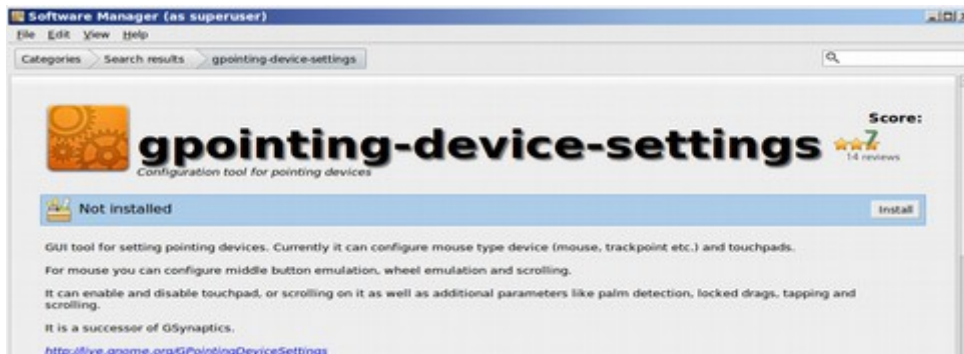 Software Manager (as superuser)
File Edit View Help
Categories Search results gpointing-device-settings
gpointing-device-settings
Configuration tool for pointing devices
Score:
7
14 reviews
Not installed
Install
GUI tool for setting pointing devices. Currently it can configure mouse type device (mouse, trackpoint etc.) and touchpads.
For mouse you can configure middle button emulation, wheel emulation and scrolling.
It can enable and disable touchpad, or scrolling on it as well as additional parameters like palm detection, locked drags, tapping and
scrolling.
It is a successor of GSynaptics.
http://live.gnome.org/GPointingDeviceSettings